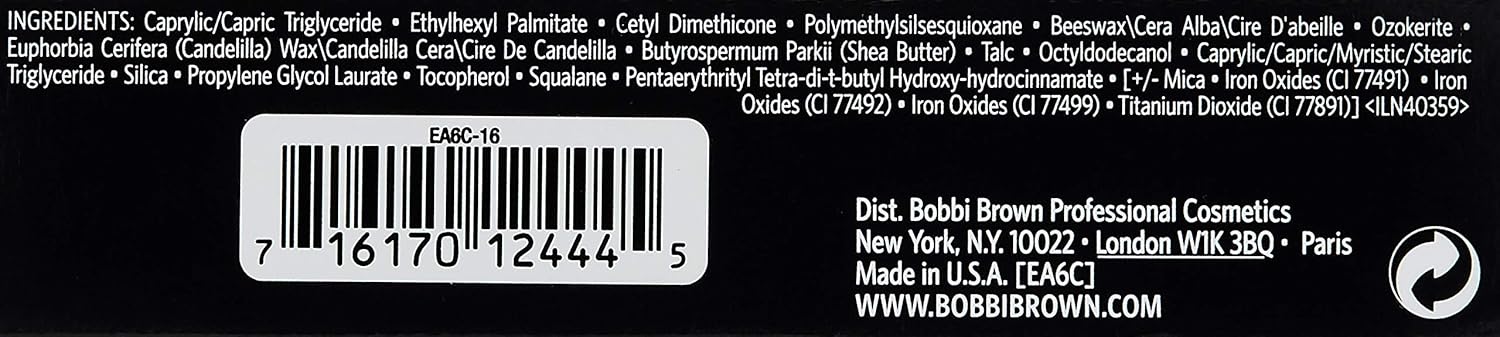 INGREDIENTS: Caprylic/Capric Triglyceride • Ethylhexyl Palmitate • Cetyl Dimethicone • Polymethylsilsesquioxane • Beeswax\Cera Alba\Cire D'abeille • Ozokerite •
Euphorbia Cerifera (Candelilla) Wax\Candelilla Cera\Cire De Candelilla • Butyrospermum Parkii (Shea Butter) • Talc • Octyldodecanol • Caprylic/Capric/Myristic/Stearic
Triglyceride • Silica • Propylene Glycol Laurate • Tocopherol • Squalane • Pentaerythrityl Tetra-di-t-butyl Hydroxy-hydrocinnamate • [+/- Mica • Iron Oxides (CI 77491) • Iron
Oxides (CI 77492) • Iron Oxides (CI 77499) • Titanium Dioxide (CI 77891)] <ILN40359>
EA6C-16
7 16170 12444 5
Dist. Bobbi Brown Professional Cosmetics
New York, N.Y. 10022 • London W1K 3BQ • Paris
Made in U.S.A. [EA6C]
WWW.BOBBIBROWN.COM